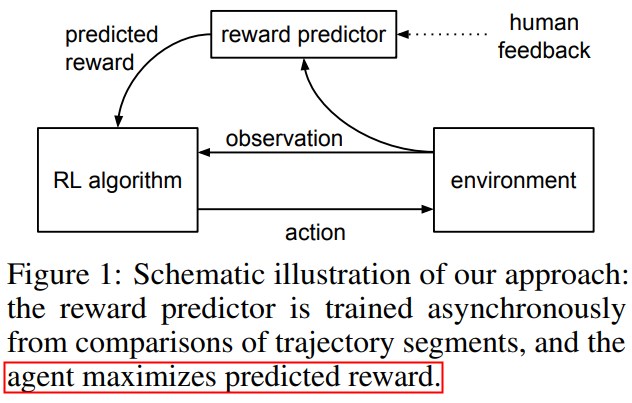 predicted
reward
reward predictor
human
feedback
RL algorithm
observation
environment
action
Figure 1: Schematic illustration of our approach:
the reward predictor is trained asynchronously
from comparisons of trajectory segments, and the
agent maximizes predicted reward.